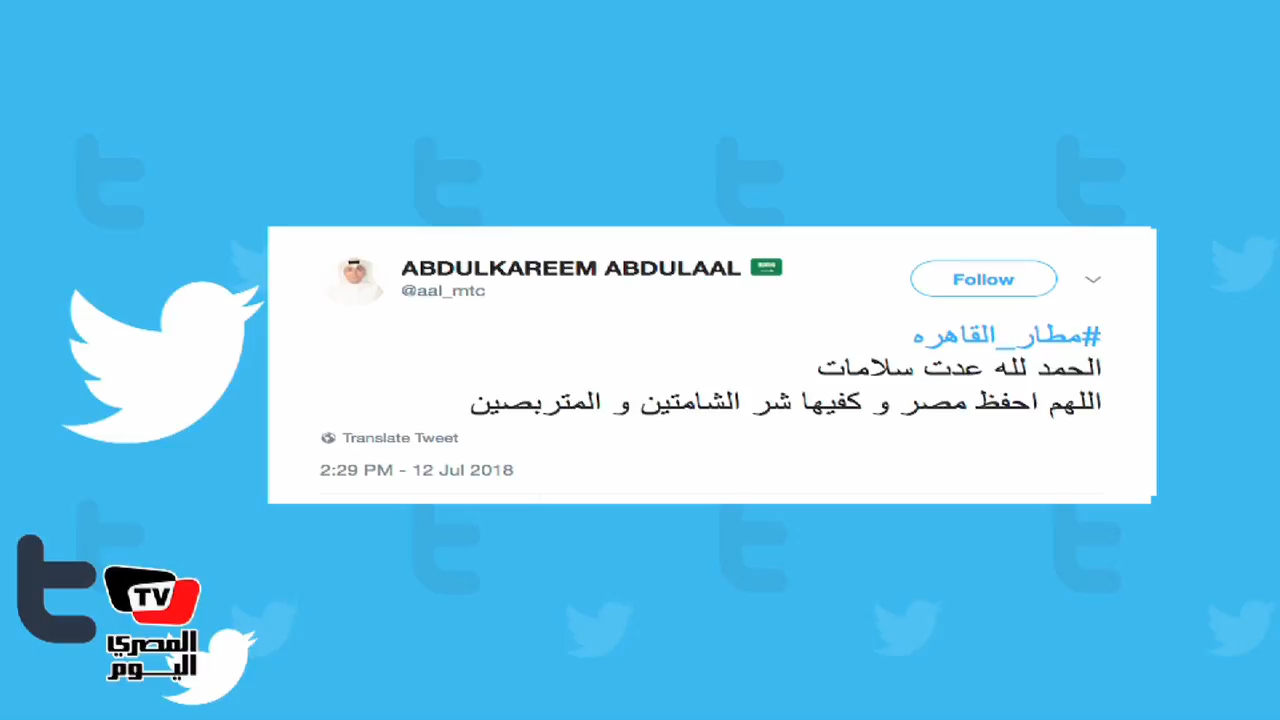 ABDULKAREEM ABDULAAL
@aal_mtc
Follow
#مطار_القاهره
الحمد لله عدت سلامات
اللهم احفظ مصر و كفيها شر الشامتين و المتربصين
Translate Tweet
2:29 PM - 12 Jul 2018
TV
المصري
اليوم